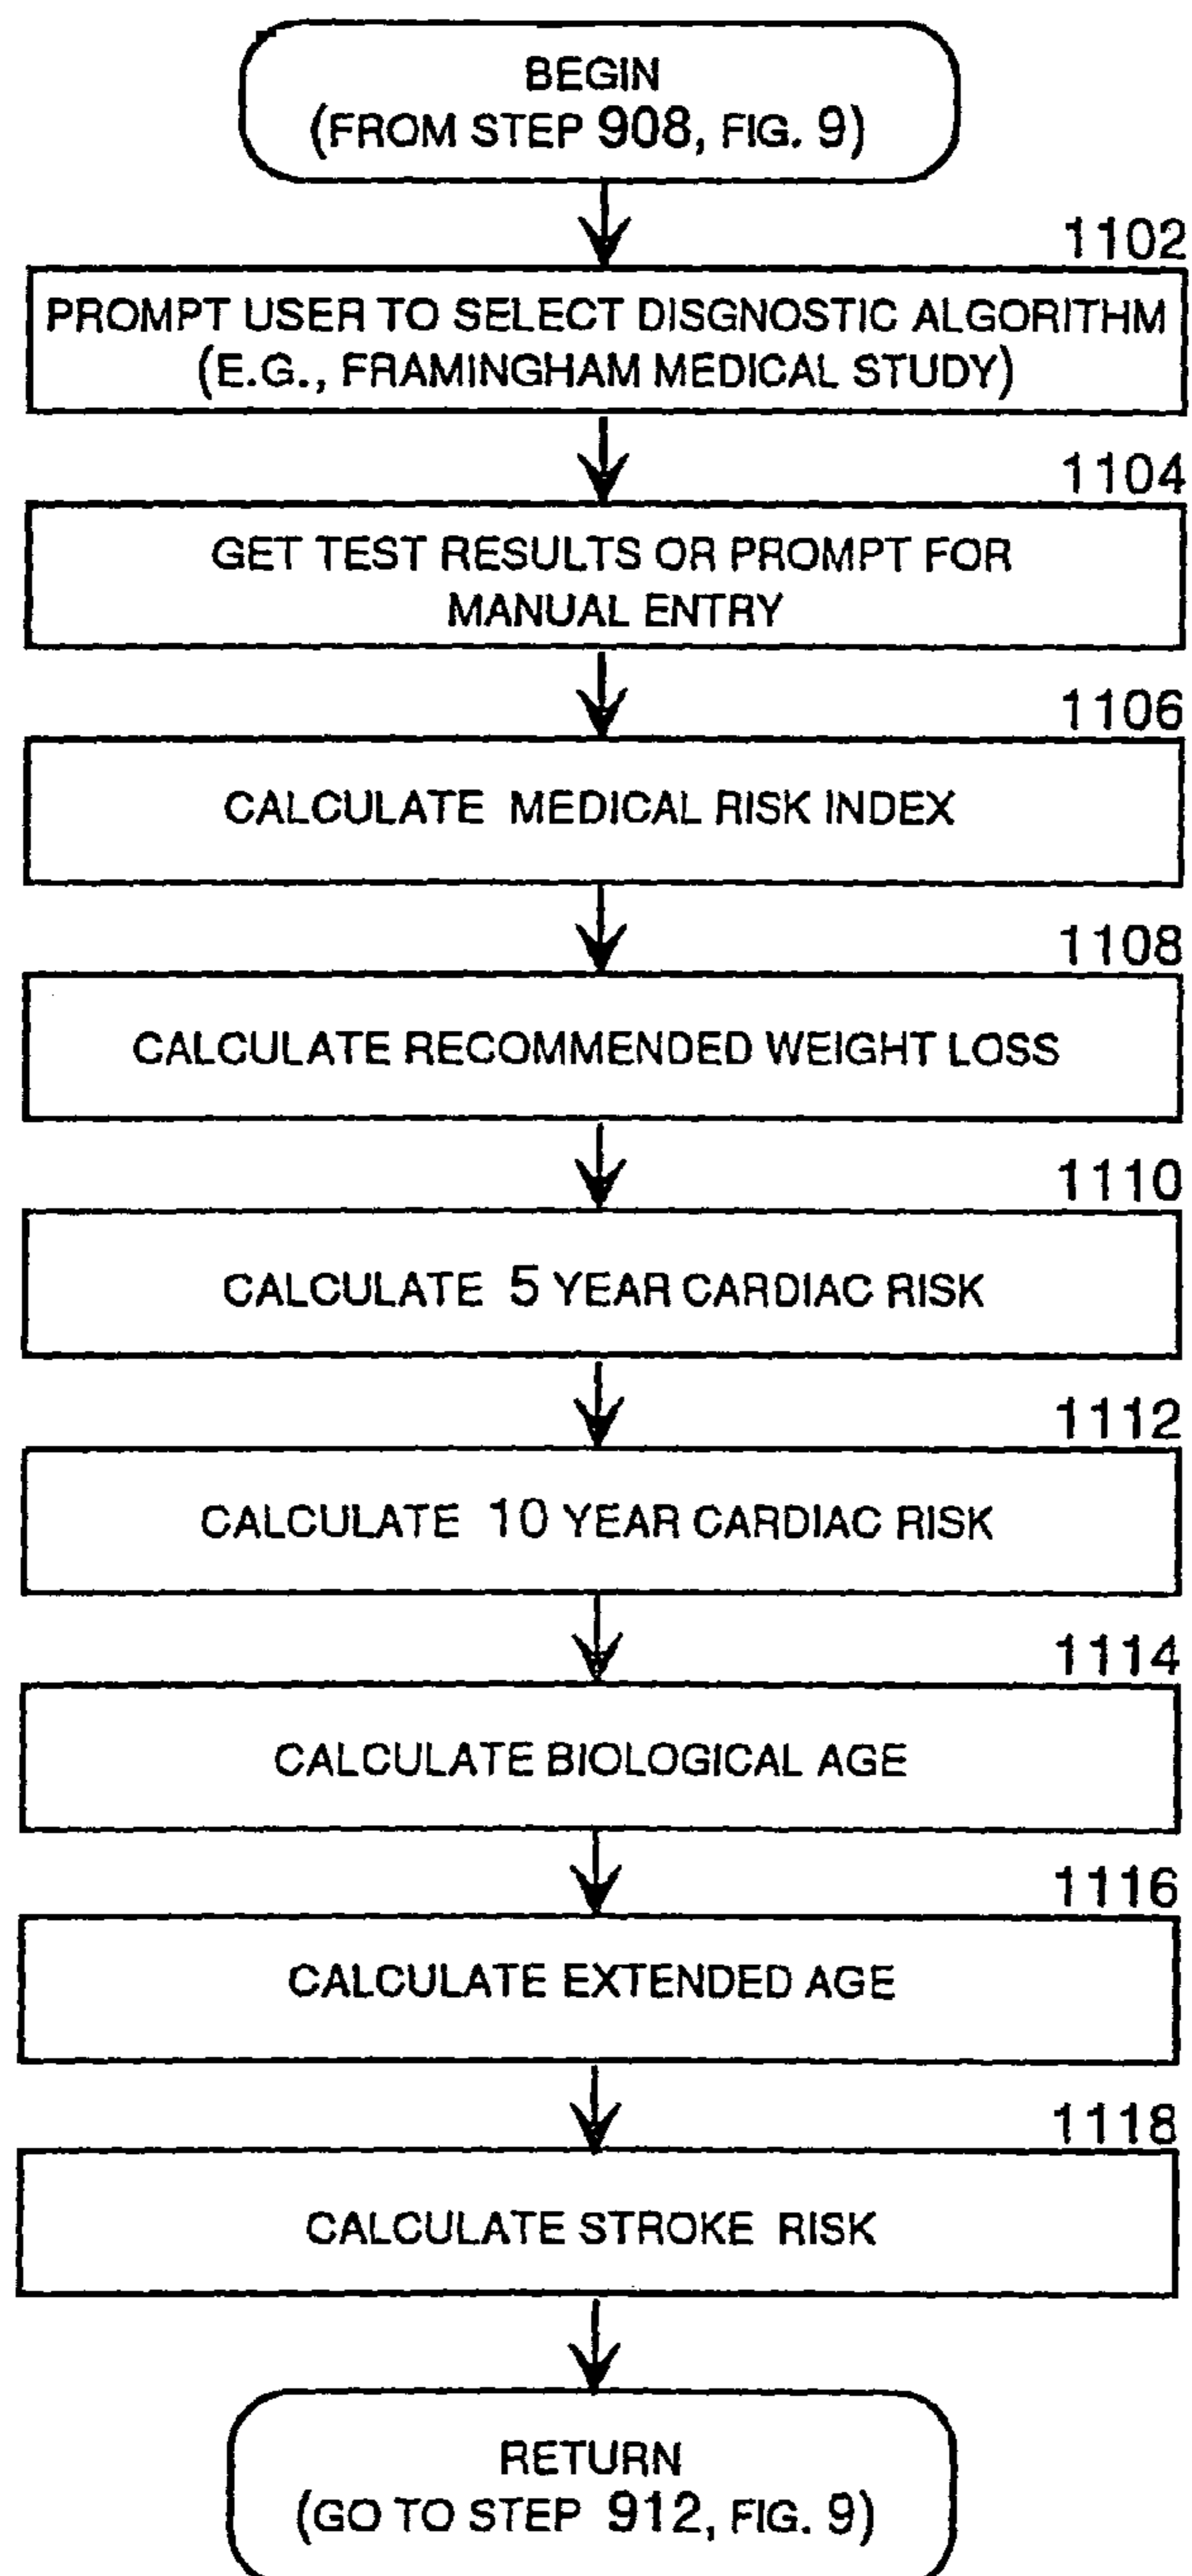 BEGIN
(FROM STEP 908, FIG. 9)
1102
PROMPT USER TO SELECT DISGNOSTIC ALGORITHM
(E.G., FRAMINGHAM MEDICAL STUDY)
1104
GET TEST RESULTS OR PROMPT FOR
MANUAL ENTRY
1106
CALCULATE MEDICAL RISK INDEX
1108
CALCULATE RECOMMENDED WEIGHT LOSS
1110
CALCULATE 5 YEAR CARDIAC RISK
1112
CALCULATE 10 YEAR CARDIAC RISK
1114
CALCULATE BIOLOGICAL AGE
1116
CALCULATE EXTENDED AGE
1118
CALCULATE STROKE RISK
RETURN
(GO TO STEP 912, FIG. 9)